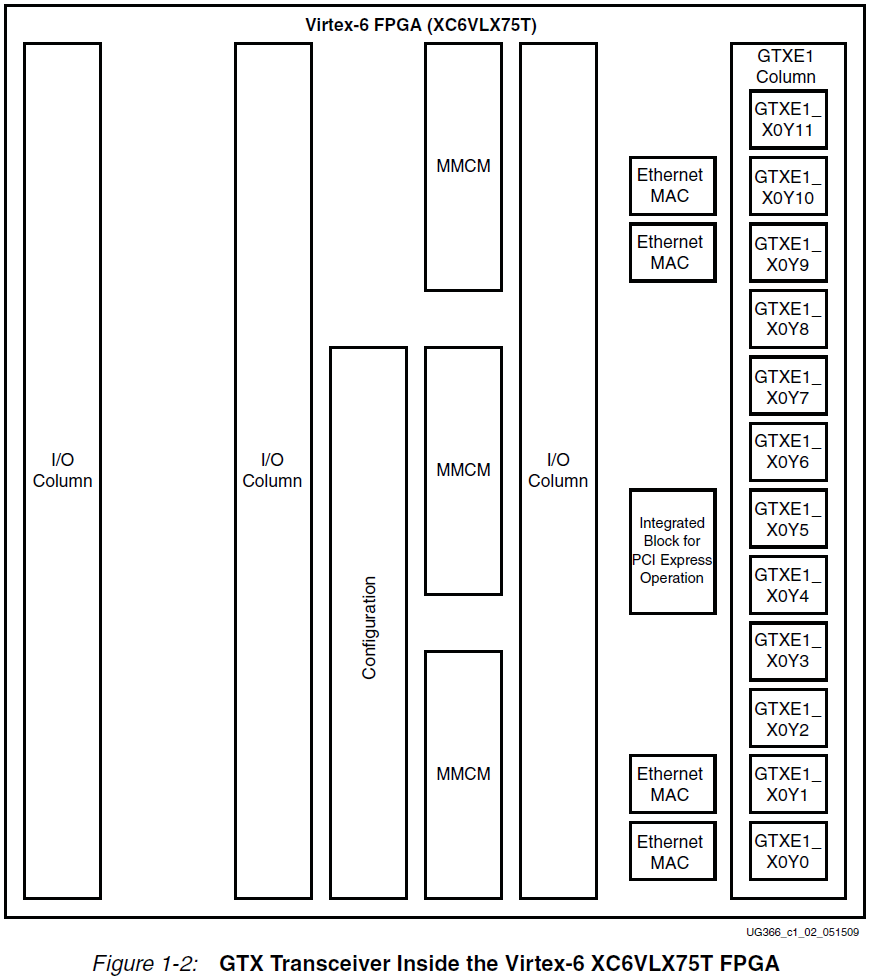 Virtex-6 FPGA (XC6VLX75T)
I/O
Column
I/O
Column
Configuration
MMCM
MMCM
MMCM
I/O
Column
Ethernet
MAC
Ethernet
MAC
Integrated
Block for
PCI Express
Operation
Ethernet
MAC
Ethernet
MAC
GTXE1
Column
GTXE1_
X0Y11
GTXE1_
X0Y10
GTXE1_
X0Y9
GTXE1_
X0Y8
GTXE1_
X0Y7
GTXE1_
X0Y6
GTXE1_
X0Y5
GTXE1_
X0Y4
GTXE1_
X0Y3
GTXE1_
X0Y2
GTXE1_
X0Y1
GTXE1_
X0Y0
UG366_c1_02_051509
Figure 1-2: GTX Transceiver Inside the Virtex-6 XC6VLX75T FPGA